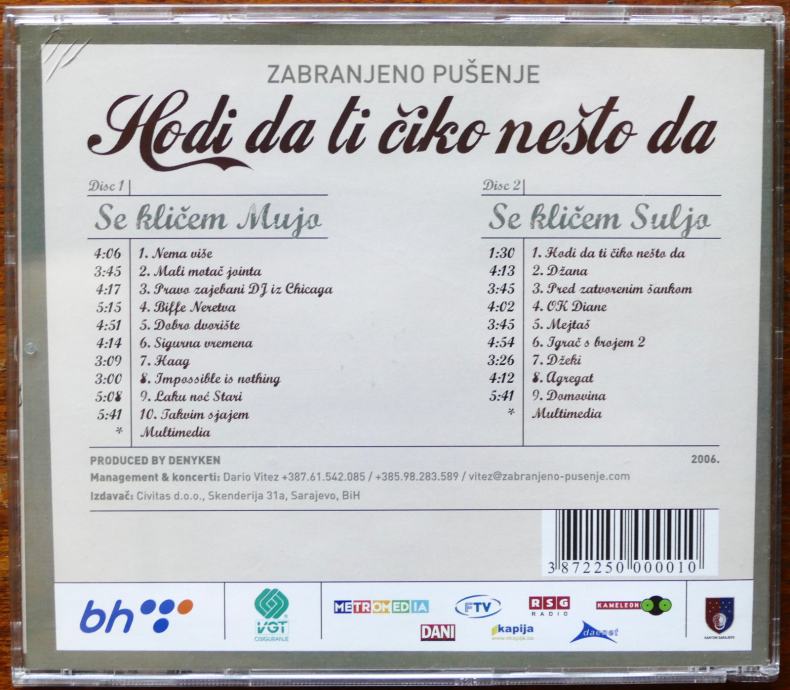 ZABRANJENO PUŠENJE
Hodi da ti čiko nešto da
Disc 1
Se kličem Mujo
4:06 1. Nema više
3:45 2. Mali motač jointa
4:17 3. Pravo zajebani DJ iz Chicaga
5:15 4. Biffe Neretva
4:51 5. Dobro dvorište
4:14 6. Sigurna vremena
3:09 7. Haag
3:00 8. Impossible is nothing
5:08 9. Laku noć Stari
5:41 10. Takvim sjajem
* Multimedia
Disc 2
Se kličem Suljo
1:30 1. Hodi da ti čiko nešto da
4:13 2. Džana
3:45 3. Pred zatvorenim šankom
4:02 4. OK Diane
3:45 5. Mejtaš
4:54 6. Igrač s brojem 2
3:26 7. Džeki
4:12 8. Agregat
5:41 9. Domovina
* Multimedia
PRODUCED BY DENYKEN
2006.
Management & koncerti: Dario Vitez +387.61.542.085 / +385.98.283.589 / vitez@zabranjeno-pusenje.com
Izdavač: Civitas d.o.o., Skenderija 31a, Sarajevo, BiH
3 872250 000010
bh
VGT
OSIGURANJE
METROMEDIA
FTV
RSG
RADIO
KAMELEON
DANI
kapija
daenet
KANTON SARAJEVO